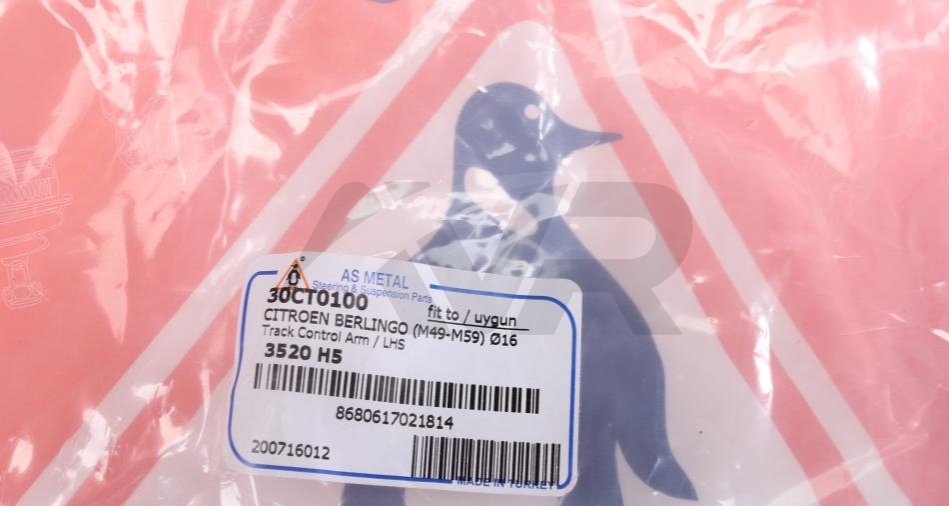 AS METAL
Steering & Suspension Parts
30CT0100
fit to / uygun
CITROEN BERLINGO (M49-M59) Ø16
Track Control Arm / LHS
3520 H5
8680617021814
200716012
MADE IN TURKEY